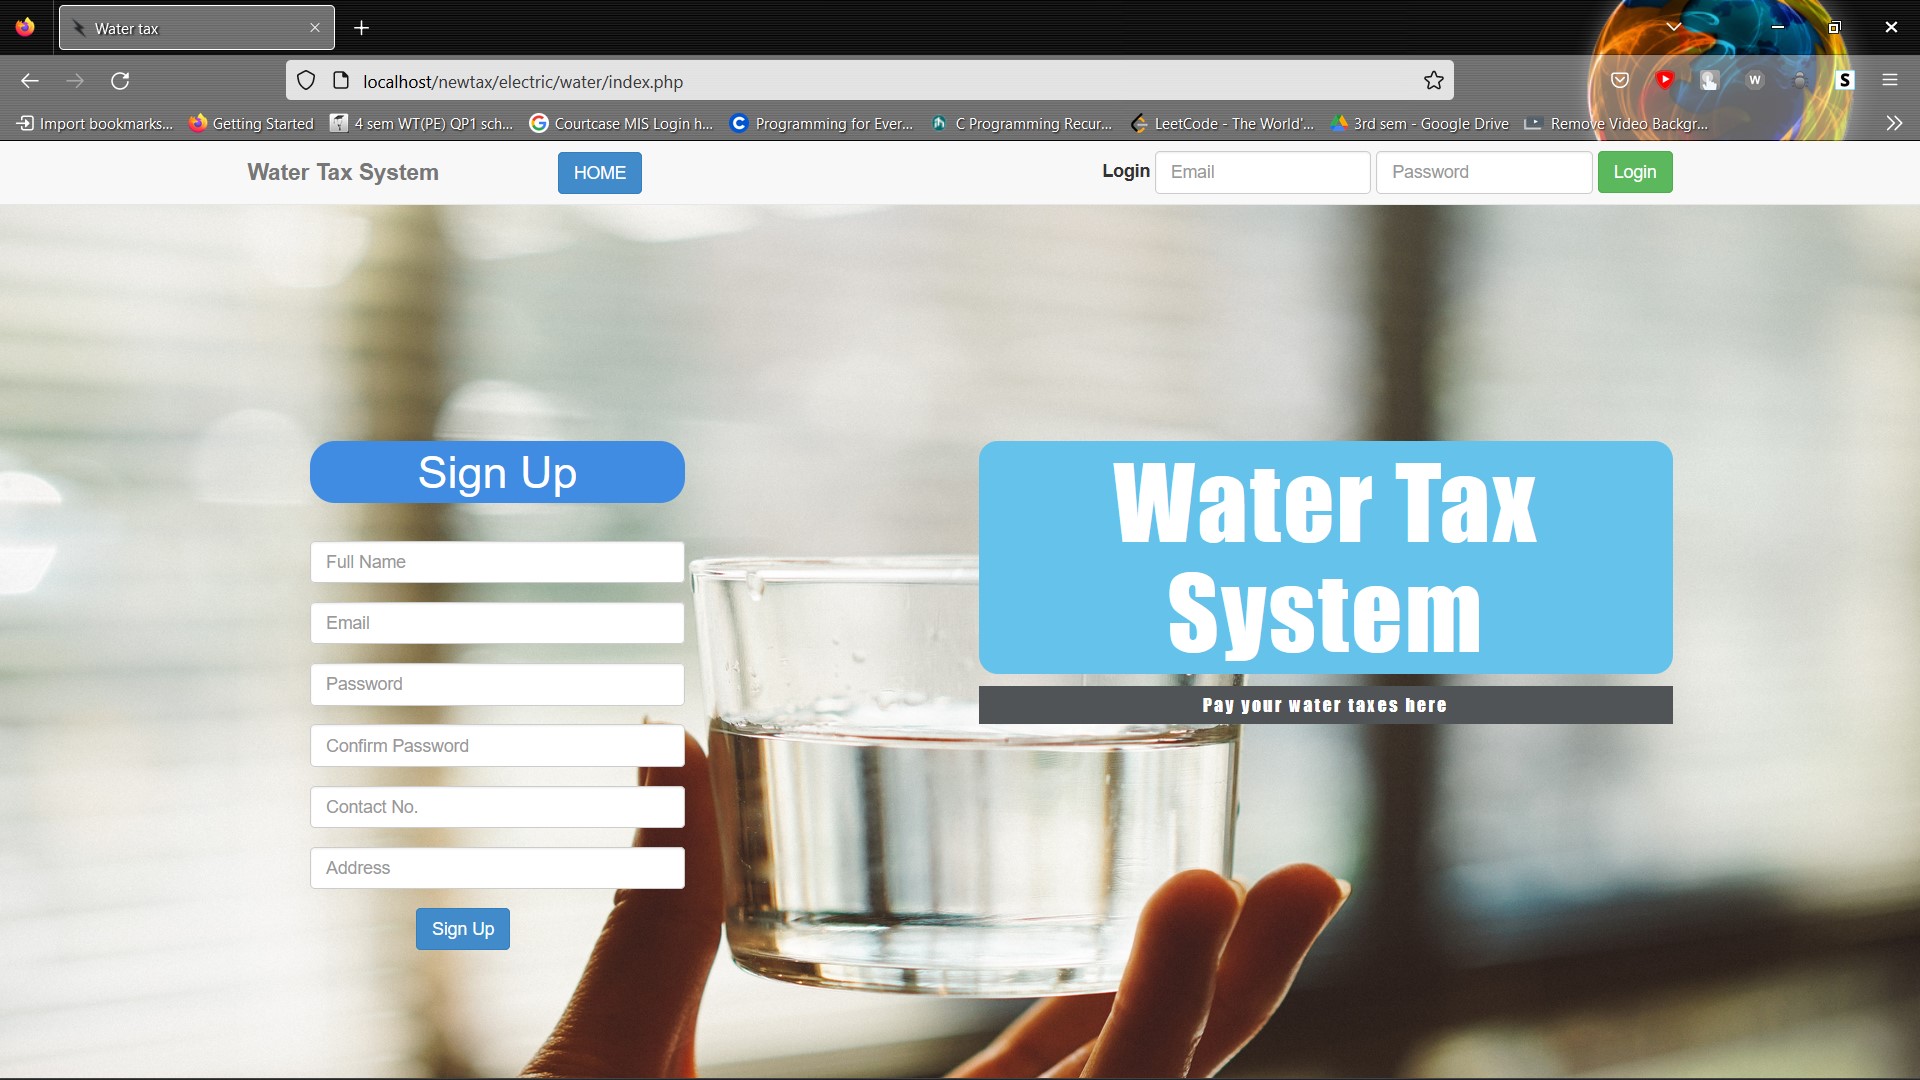 Water tax
localhost/newtax/electric/water/index.php
Import bookmarks... Getting Started 4 sem WT(PE) QP1 sch... Courtcase MIS Login h... Programming for Ever... C Programming Recur... LeetCode - The World'... 3rd sem - Google Drive Remove Video Backgr...
Water Tax System HOME Login Email Password Login
Sign Up
Full Name
Email
Password
Confirm Password
Contact No.
Address
Sign Up
Water Tax
System
Pay your water taxes here